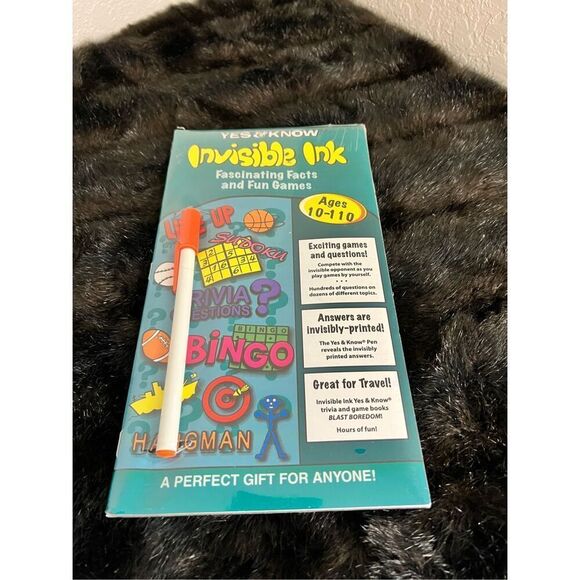 YES & KNOW
Invisible Ink
Fascinating Facts
and Fun Games
Ages
10-110
SUDOKU
BINGO
BINGO
Exciting games
and questions!
Compete with the
invisible opponent as you
play games by yourself.
Hundreds of questions on
dozens of different topics.
Answers are
invisibly-printed!
The Yes & Know® Pen
reveals the invisibly
printed answers.
Great for Travel!
Invisible Ink Yes & Know®
trivia and game books
BLAST BOREDOM!
Hours of fun!
A PERFECT GIFT FOR ANYONE!